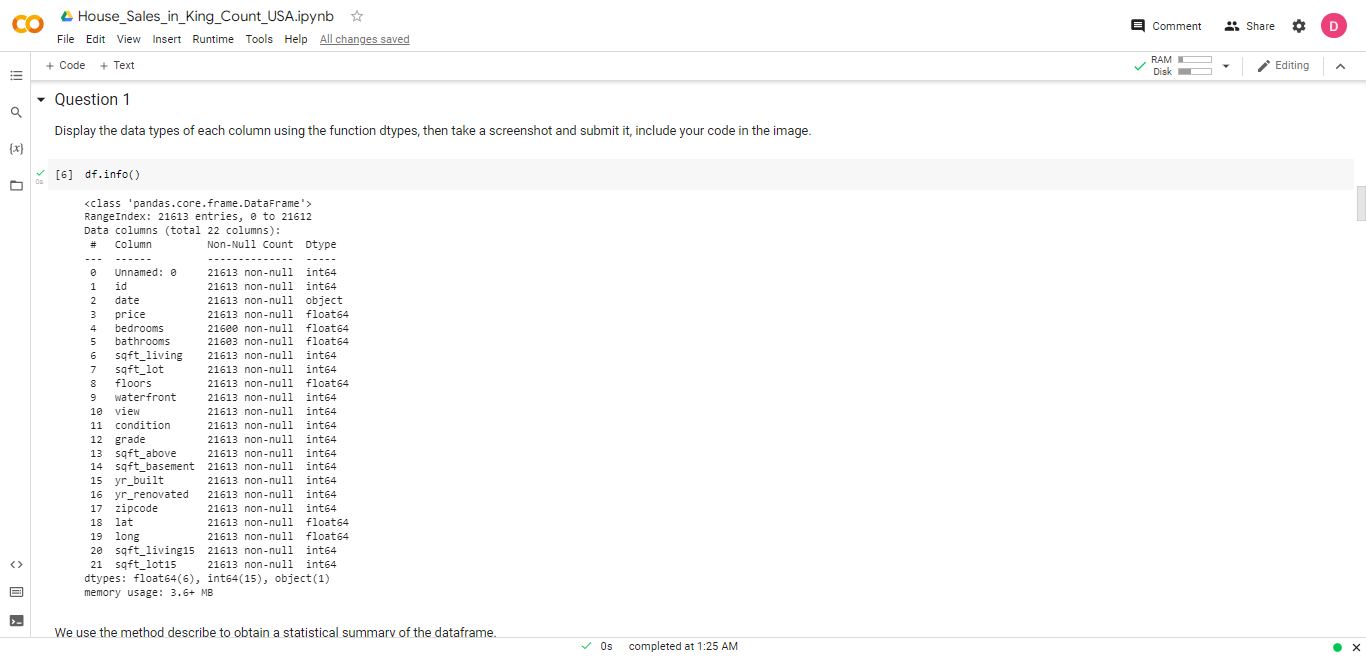 House_Sales_in_King_Count_USA.ipynb
File Edit View Insert Runtime Tools Help All changes saved
Comment Share D
+ Code + Text
RAM
Disk
Editing
Question 1
Display the data types of each column using the function dtypes, then take a screenshot and submit it, include your code in the image.
{x}
0s
[6] df.info()
<class 'pandas.core.frame.DataFrame'>
RangeIndex: 21613 entries, 0 to 21612
Data columns (total 22 columns):
# Column Non-Null Count Dtype
--- ------ -------------- -----
0 Unnamed: 0 21613 non-null int64
1 id 21613 non-null int64
2 date 21613 non-null object
3 price 21613 non-null float64
4 bedrooms 21600 non-null float64
5 bathrooms 21603 non-null float64
6 sqft_living 21613 non-null int64
7 sqft_lot 21613 non-null int64
8 floors 21613 non-null float64
9 waterfront 21613 non-null int64
10 view 21613 non-null int64
11 condition 21613 non-null int64
12 grade 21613 non-null int64
13 sqft_above 21613 non-null int64
14 sqft_basement 21613 non-null int64
15 yr_built 21613 non-null int64
16 yr_renovated 21613 non-null int64
17 zipcode 21613 non-null int64
18 lat 21613 non-null float64
19 long 21613 non-null float64
20 sqft_living15 21613 non-null int64
21 sqft_lot15 21613 non-null int64
dtypes: float64(6), int64(15), object(1)
memory usage: 3.6+ MB
We use the method describe to obtain a statistical summary of the dataframe.
0s completed at 1:25 AM